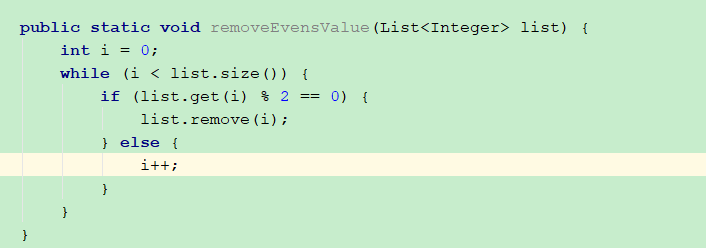 public static void removeEvensValue(List<Integer> list) {
    int i = 0;
    while (i < list.size()) {
        if (list.get(i) % 2 == 0) {
            list.remove(i);
        } else {
            i++;
        }
    }
}